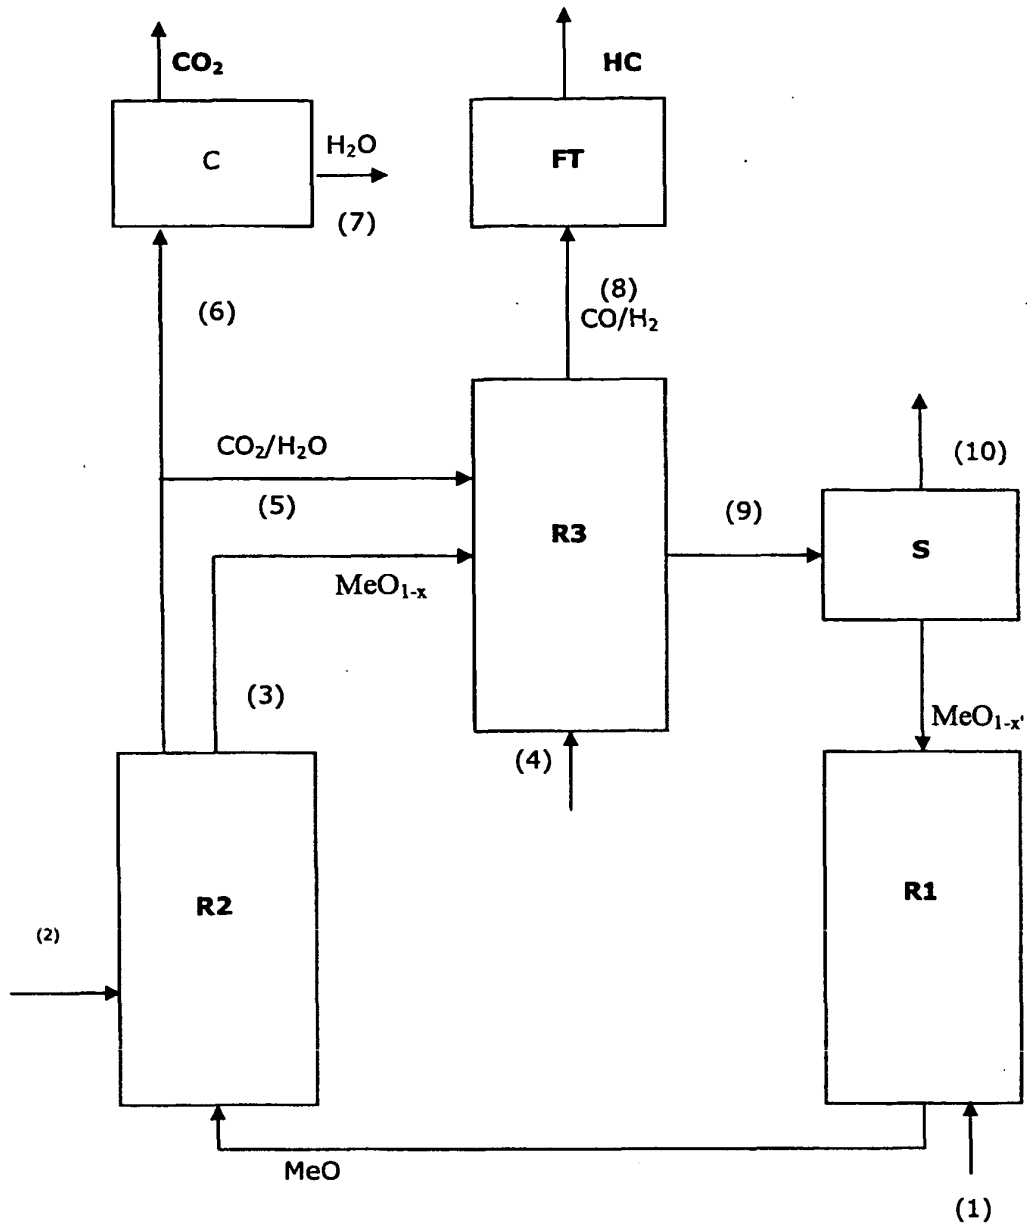 CO₂
HC
C
H₂O
FT
(7)
(6)
(8)
CO/H₂
CO₂/H₂O
(10)
(5)
(9)
R3
S
MeO₁₋ₓ
(3)
MeO₁₋ₓ'
(4)
R2
R1
(2)
MeO
(1)